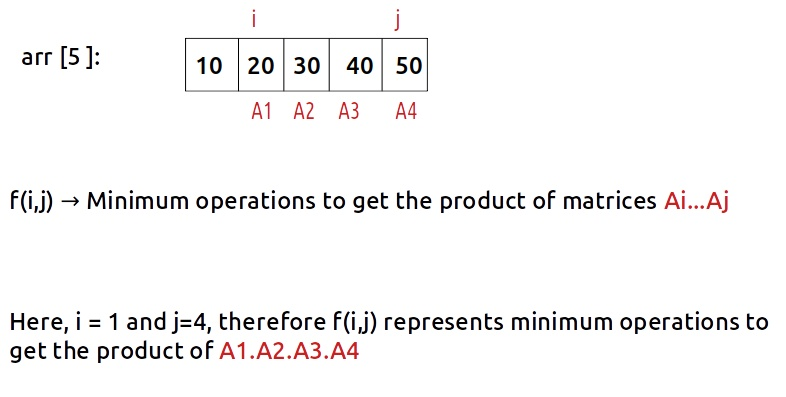 i j
arr [5 ]: 10 20 30 40 50
A1 A2 A3 A4
f(i,j) → Minimum operations to get the product of matrices Ai...Aj
Here, i = 1 and j=4, therefore f(i,j) represents minimum operations to
get the product of A1.A2.A3.A4